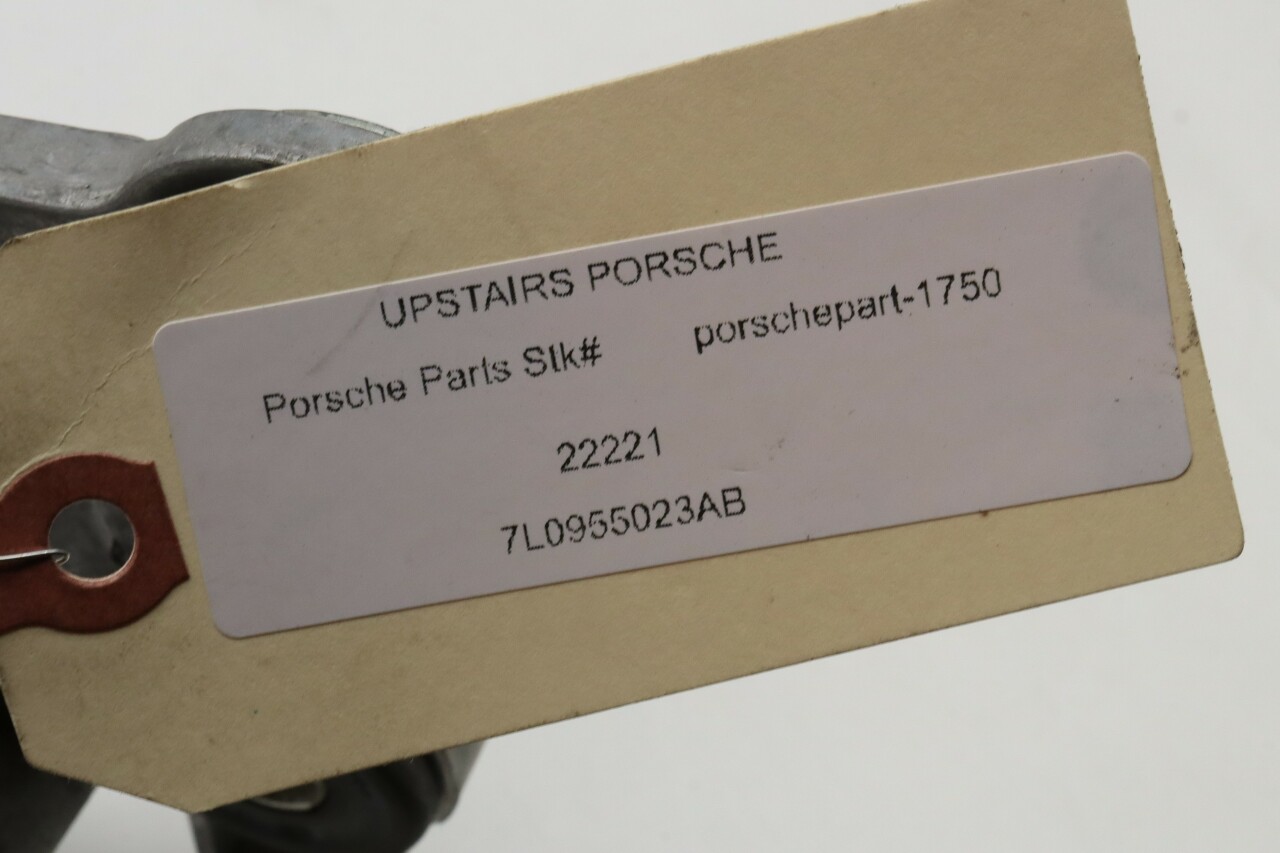 UPSTAIRS PORSCHE
Porsche Parts Stk# porschepart-1750
22221
7L0955023AB